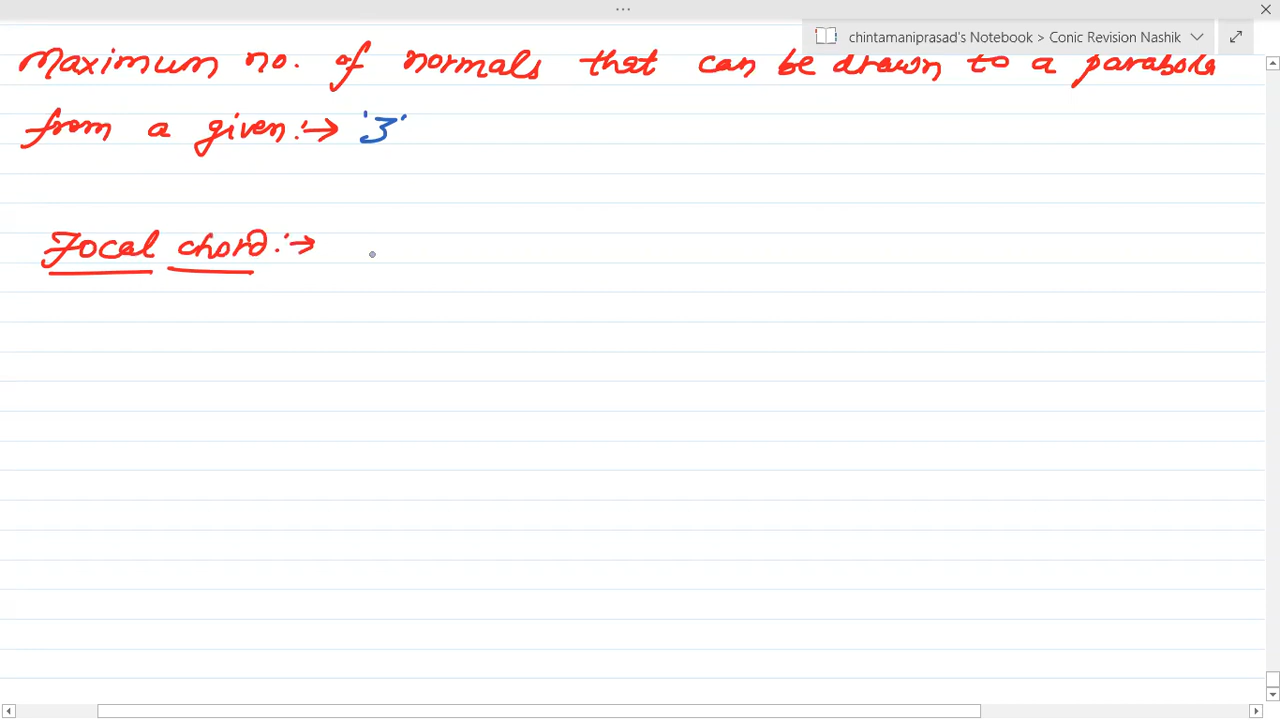 chintamaniprasad's Notebook > Conic Revision Nashik
Maximum no. of normals that can be drawn to a parabola
from a given :→ '3'
Focal chord :→